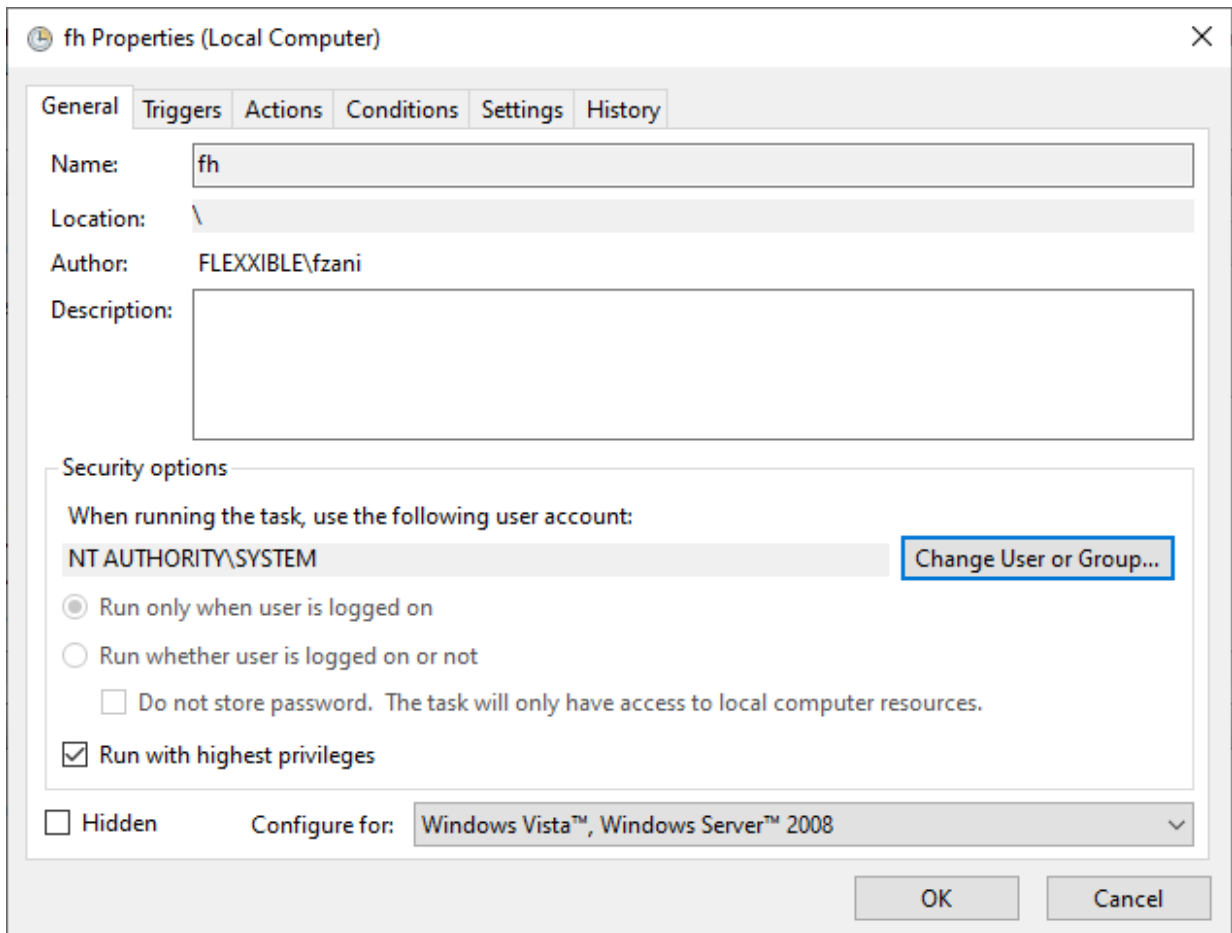 fh Properties (Local Computer)
General Triggers Actions Conditions Settings History
Name: fh
Location: \
Author: FLEXXIBLE\fzani
Description:
Security options
When running the task, use the following user account:
NT AUTHORITY\SYSTEM Change User or Group...
Run only when user is logged on
Run whether user is logged on or not
Do not store password. The task will only have access to local computer resources.
Run with highest privileges
Hidden Configure for: Windows Vista™, Windows Server™ 2008
OK Cancel